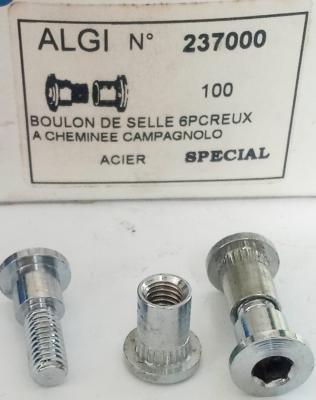 ALGI N° 237000
100
BOULON DE SELLE 6PCREUX
A CHEMINEE CAMPAGNOLO
ACIER SPECIAL